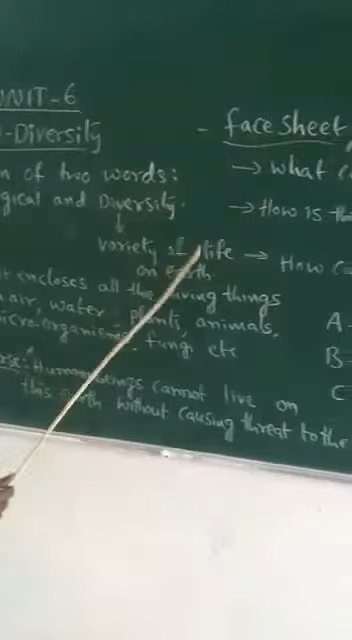 UNIT-6
-Diversity
n of two words:
gical and Diversity.
↓
variety of life
on earth
it encloses all the living things
air, water, plants, animals,
icro-organisms, fungi etc
Human beings cannot live on
this earth without causing threat to the
- face sheet
→ what
→ How is
→ How
A-
B-
C